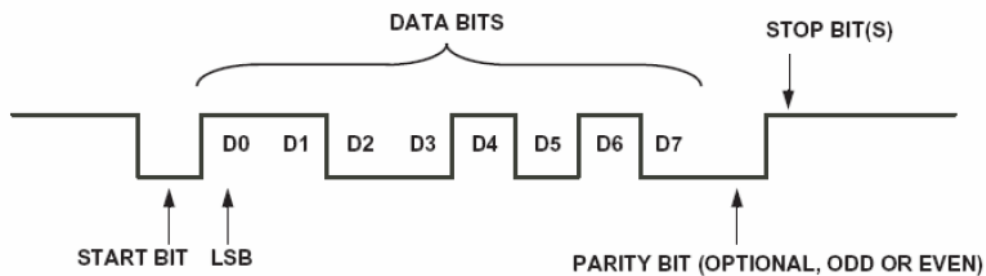 DATA BITS
STOP BIT(S)
D0 D1 D2 D3 D4 D5 D6 D7
START BIT LSB
PARITY BIT (OPTIONAL, ODD OR EVEN)